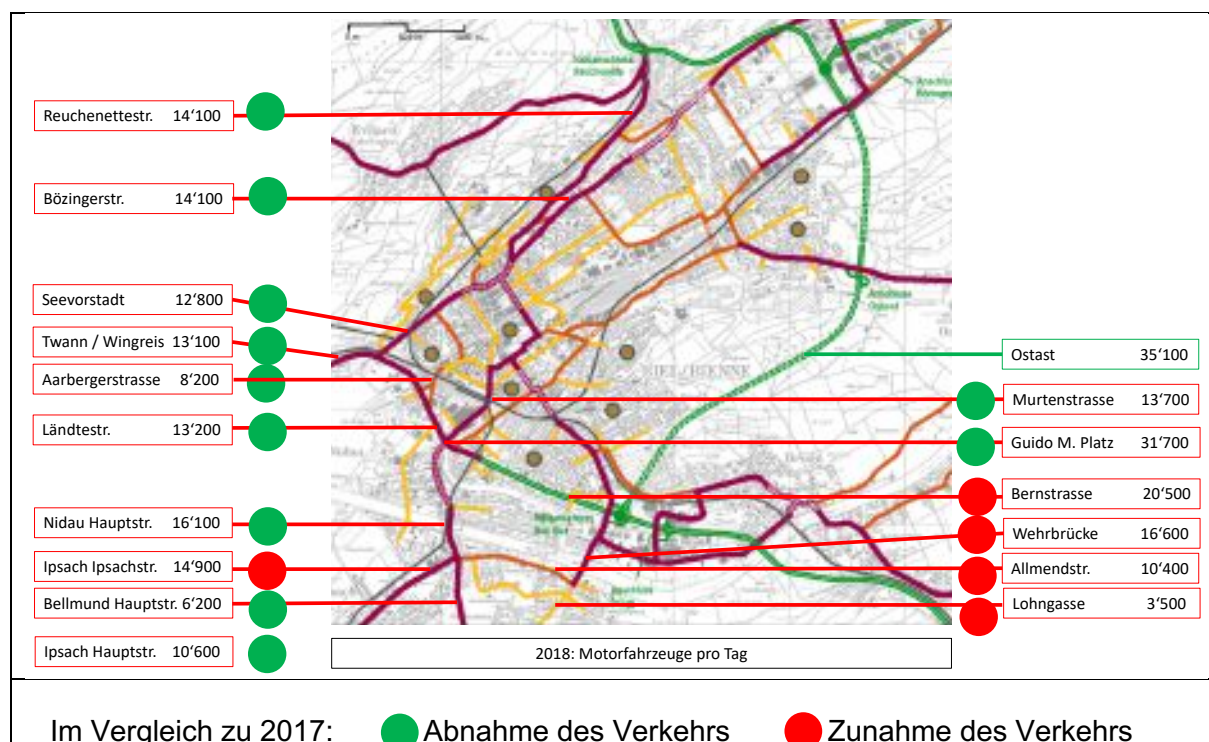 Reuchenettestr. 14‘100
Bözingerstr. 14‘100
Seevorstadt 12‘800
Twann / Wingreis 13‘100
Aarbergerstrasse 8‘200
Ländtestr. 13‘200
Nidau Hauptstr. 16‘100
Ipsach Ipsachstr. 14‘900
Bellmund Hauptstr. 6‘200
Ipsach Hauptstr. 10‘600
BIEL/BIENNE
Ostast 35‘100
Murtenstrasse 13‘700
Guido M. Platz 31‘700
Bernstrasse 20‘500
Wehrbrücke 16‘600
Allmendstr. 10‘400
Lohngasse 3‘500
2018: Motorfahrzeuge pro Tag
Im Vergleich zu 2017: Abnahme des Verkehrs Zunahme des Verkehrs